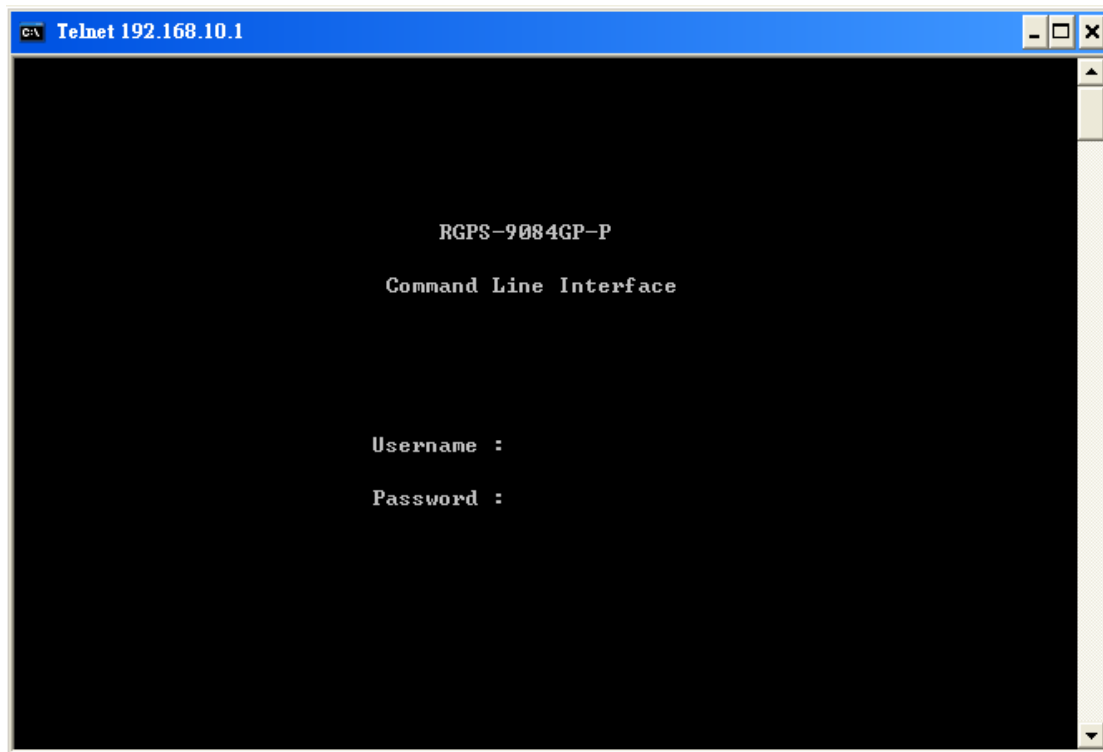 C:\ Telnet 192.168.10.1
RGPS-9084GP-P
Command Line Interface
Username :
Password :